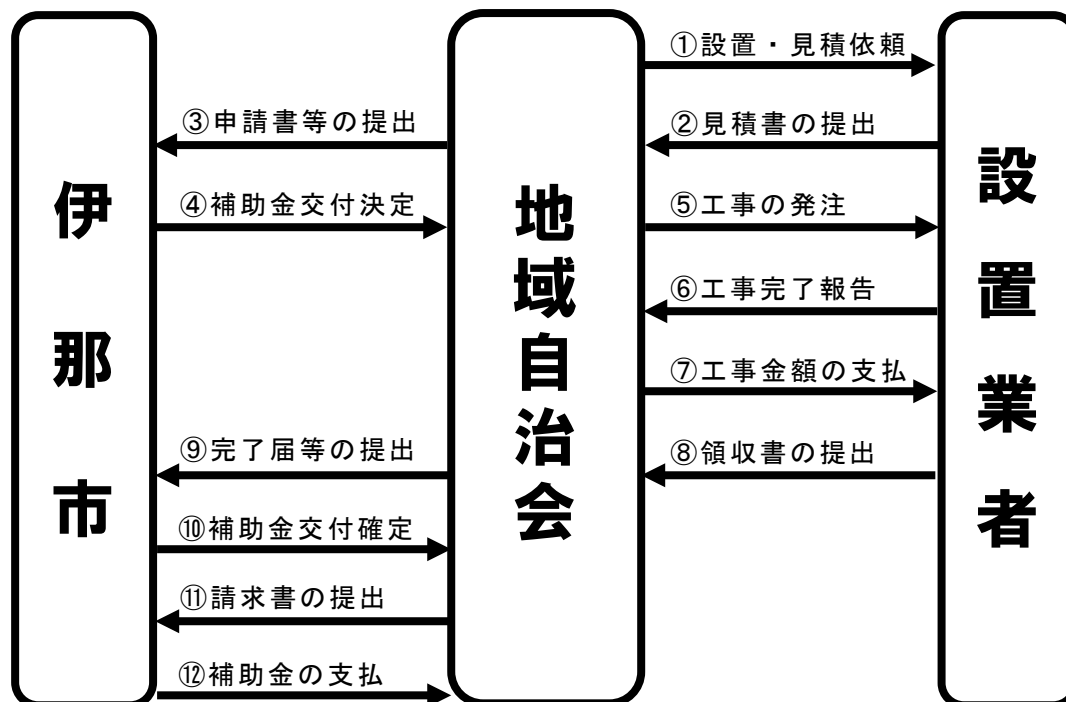 伊那市
地域自治会
設置業者
①設置・見積依頼
②見積書の提出
③申請書等の提出
④補助金交付決定
⑤工事の発注
⑥工事完了報告
⑦工事金額の支払
⑧領収書の提出
⑨完了届等の提出
⑩補助金交付確定
⑪請求書の提出
⑫補助金の支払